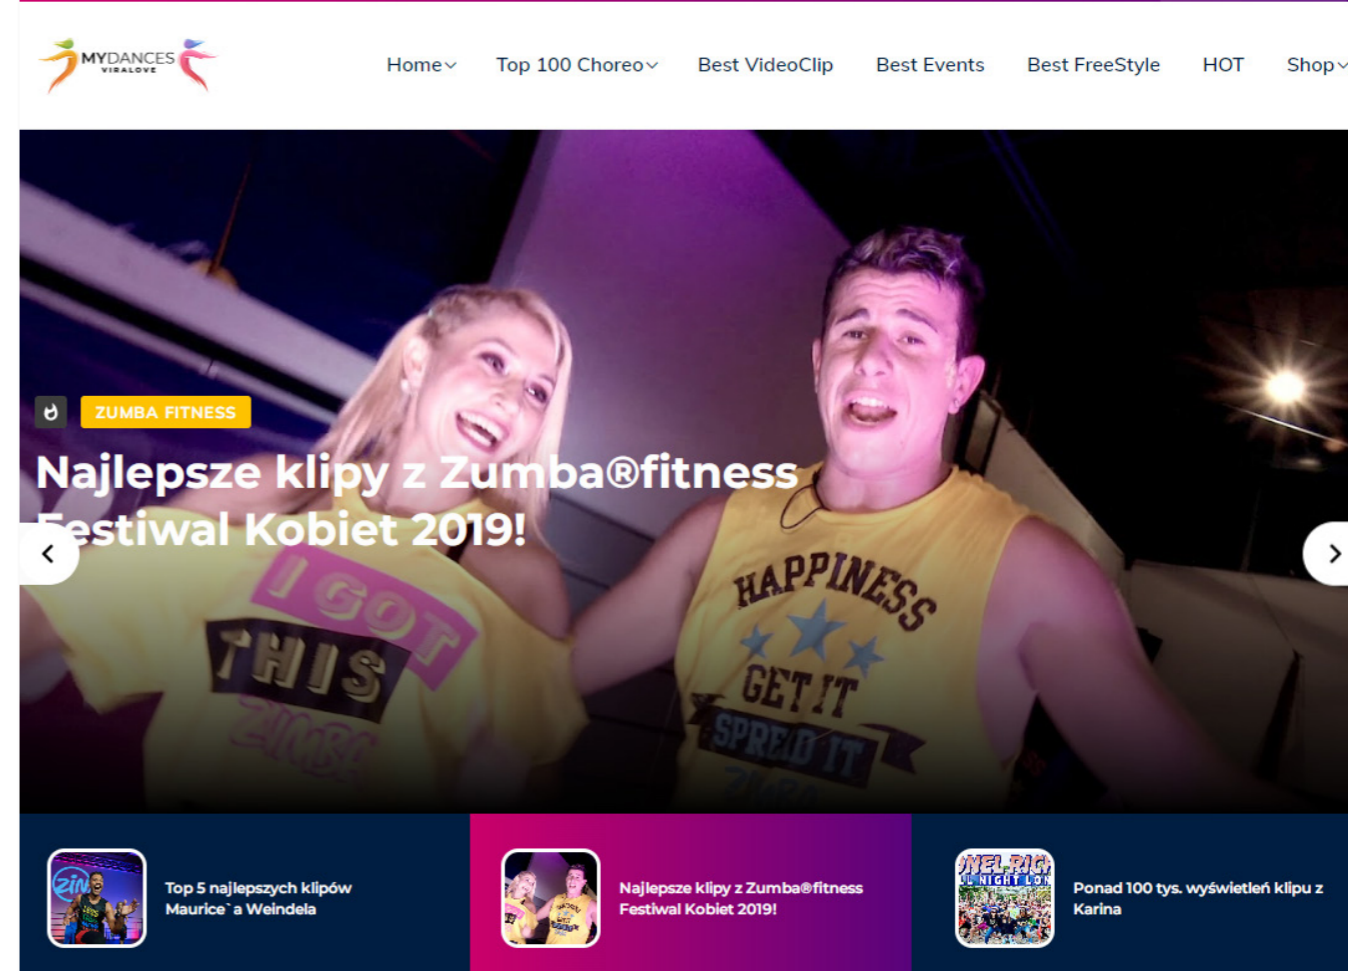 MYDANCES
VIRALOVE
Home
Top 100 Choreo
Best VideoClip
Best Events
Best FreeStyle
HOT
Shop
ZUMBA FITNESS
Najlepsze klipy z Zumba®fitness
Festiwal Kobiet 2019!
I GOT
THIS
ZUMBA
HAPPINESS
GET IT
SPREAD IT
ZUMBA
Top 5 najlepszych klipów
Maurice`a Weindela
Najlepsze klipy z Zumba®fitness
Festiwal Kobiet 2019!
Ponad 100 tys. wyświetleń klipu z
Karina